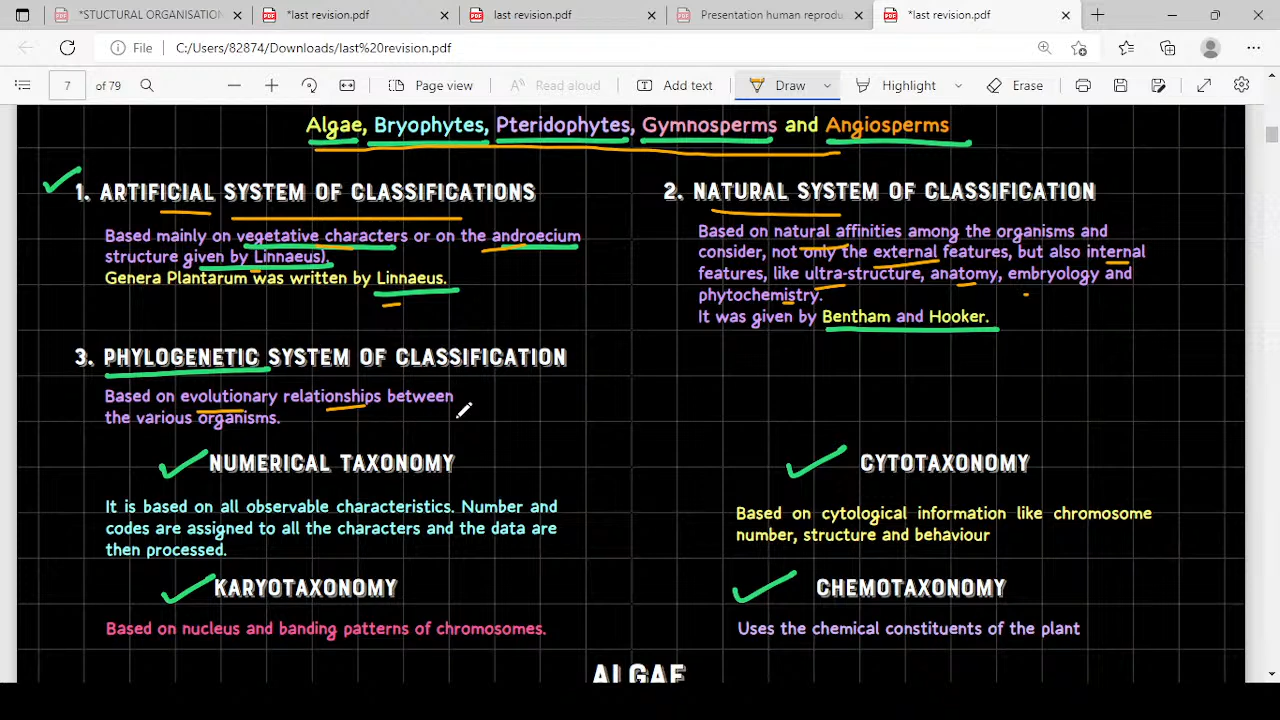 *STUCTURAL ORGANISATION
*last revision.pdf
last revision.pdf
Presentation human reprodu
*last revision.pdf
File
C:/Users/82874/Downloads/last%20revision.pdf
7 of 79
Page view
Read aloud
Add text
Draw
Highlight
Erase
Algae, Bryophytes, Pteridophytes, Gymnosperms and Angiosperms
1. ARTIFICIAL SYSTEM OF CLASSIFICATIONS
Based mainly on vegetative characters or on the androecium
structure given by Linnaeus).
Genera Plantarum was written by Linnaeus.
2. NATURAL SYSTEM OF CLASSIFICATION
Based on natural affinities among the organisms and
consider, not only the external features, but also internal
features, like ultra-structure, anatomy, embryology and
phytochemistry.
It was given by Bentham and Hooker.
3. PHYLOGENETIC SYSTEM OF CLASSIFICATION
Based on evolutionary relationships between
the various organisms.
NUMERICAL TAXONOMY
It is based on all observable characteristics. Number and
codes are assigned to all the characters and the data are
then processed.
CYTOTAXONOMY
Based on cytological information like chromosome
number, structure and behaviour
KARYOTAXONOMY
Based on nucleus and banding patterns of chromosomes.
CHEMOTAXONOMY
Uses the chemical constituents of the plant
ALGAE